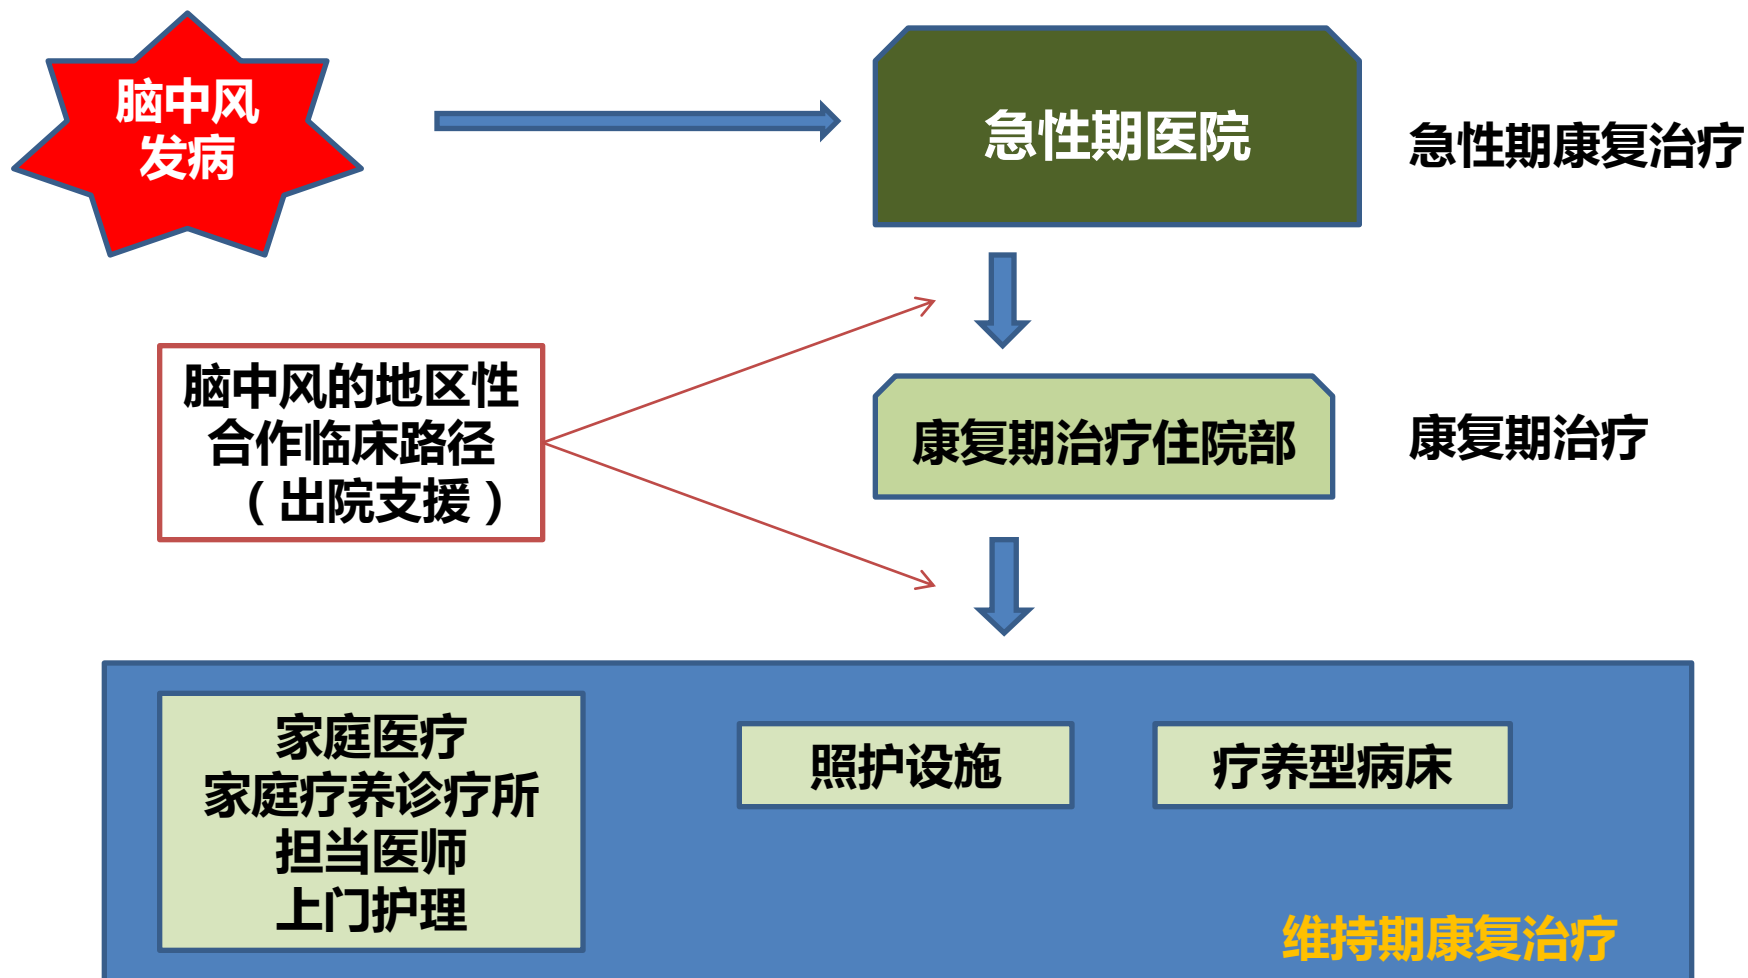 脑中风
发病
急性期医院
急性期康复治疗
脑中风的地区性
合作临床路径
（出院支援）
康复期治疗住院部
康复期治疗
家庭医疗
家庭疗养诊疗所
担当医师
上门护理
照护设施
疗养型病床
维持期康复治疗